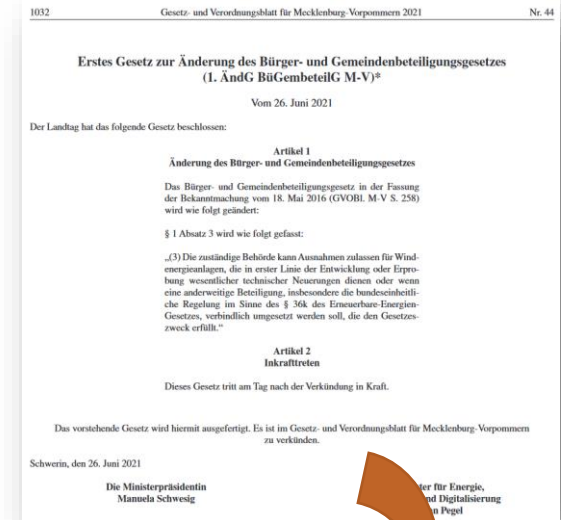 1032 Gesetz- und Verordnungsblatt für Mecklenburg-Vorpommern 2021 Nr. 44
Erstes Gesetz zur Änderung des Bürger- und Gemeindenbeteiligungsgesetzes
(1. ÄndG BüGembeteilG M-V)*
Vom 26. Juni 2021
Der Landtag hat das folgende Gesetz beschlossen:
Artikel 1
Änderung des Bürger- und Gemeindenbeteiligungsgesetzes
Das Bürger- und Gemeindenbeteiligungsgesetz in der Fassung
der Bekanntmachung vom 18. Mai 2016 (GVOBl. M-V S. 258)
wird wie folgt geändert:
§ 1 Absatz 3 wird wie folgt gefasst:
„(3) Die zuständige Behörde kann Ausnahmen zulassen für Wind-
energieanlagen, die in erster Linie der Entwicklung oder Erpro-
bung wesentlicher technischer Neuerungen dienen oder wenn
eine anderweitige Beteiligung, insbesondere die bundeseinheitli-
che Regelung im Sinne des § 36k des Erneuerbare-Energien-
Gesetzes, verbindlich umgesetzt werden soll, die den Gesetzes-
zweck erfüllt.“
Artikel 2
Inkrafttreten
Dieses Gesetz tritt am Tag nach der Verkündung in Kraft.
Das vorstehende Gesetz wird hiermit ausgefertigt. Es ist im Gesetz- und Verordnungsblatt für Mecklenburg-Vorpommern
zu verkünden.
Schwerin, den 26. Juni 2021
Die Ministerpräsidentin
Manuela Schwesig
ter für Energie,
nd Digitalisierung
n Pegel